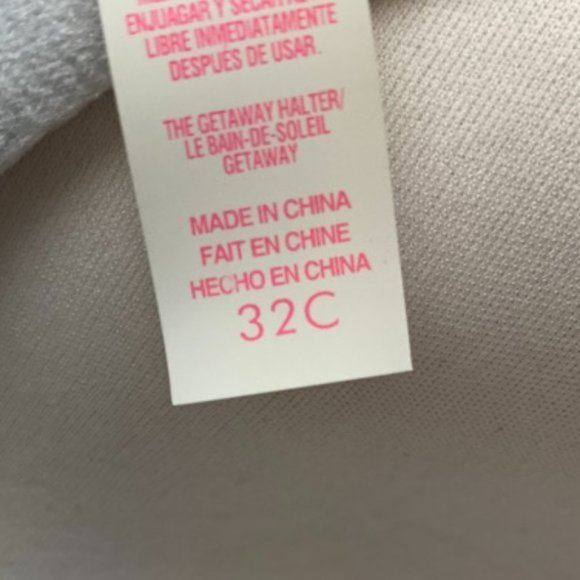 ENJUAGAR Y
LIBRE INMEDIATAMENTE
DESPUÉS DE USAR.
THE GETAWAY HALTER/
LE BAIN-DE-SOLEIL
GETAWAY
MADE IN CHINA
FAIT EN CHINE
HECHO EN CHINA
32C